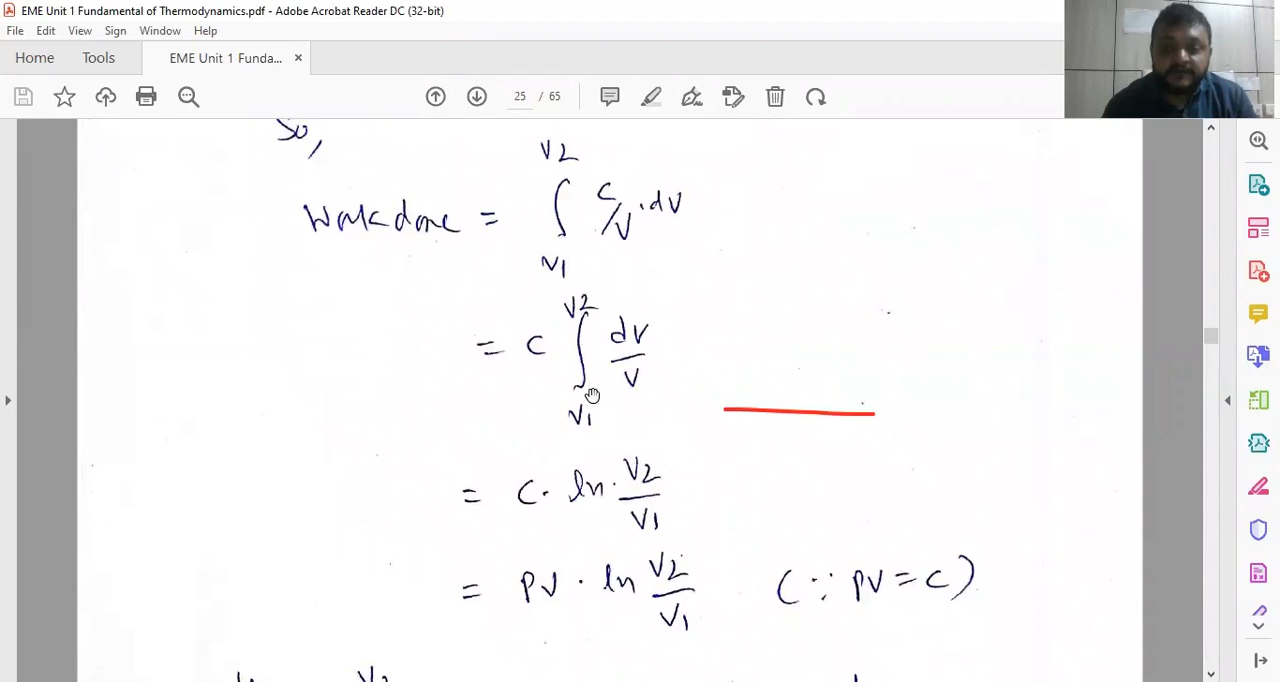 EME Unit 1 Fundamental of Thermodynamics.pdf - Adobe Acrobat Reader DC (32-bit)
File Edit View Sign Window Help
Home Tools EME Unit 1 Funda... ×
25 / 65
So,
Workdone = ∫ V1 V2 C/V . dV
= C ∫ V1 V2 dV/V
= C . ln . V2/V1
= PV . ln V2/V1 (∵ PV = C)
V2